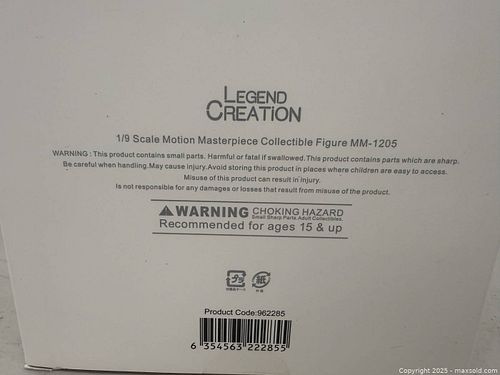 LEGEND
CREATION
1/9 Scale Motion Masterpiece Collectible Figure MM-1205
WARNING : This product contains small parts. Harmful or fatal if swallowed. This product contains parts which are sharp.
Be careful when handling. May cause injury. Avoid storing this product in places where children are easy to access.
Misuse of this product can result in injury.
Is not responsible for any damages or losses that result from misuse of the product.
WARNING CHOKING HAZARD
Small Sharp Parts. Adult Collectibles.
Recommended for ages 15 & up
プラ 紙
Product Code:962285
6 354563 222855
Copyright 2025 - maxsold.com